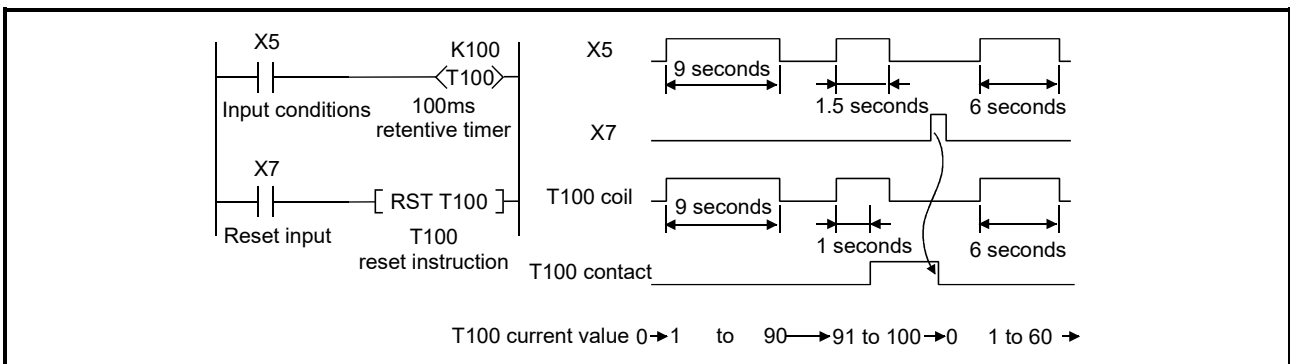 X5
K100
T100
Input conditions
100ms
retentive timer
X7
RST T100
Reset input
T100
reset instruction
X5
9 seconds
1.5 seconds
6 seconds
X7
T100 coil
9 seconds
1 seconds
6 seconds
T100 contact
T100 current value 0→1 to 90→91 to 100→0 1 to 60→